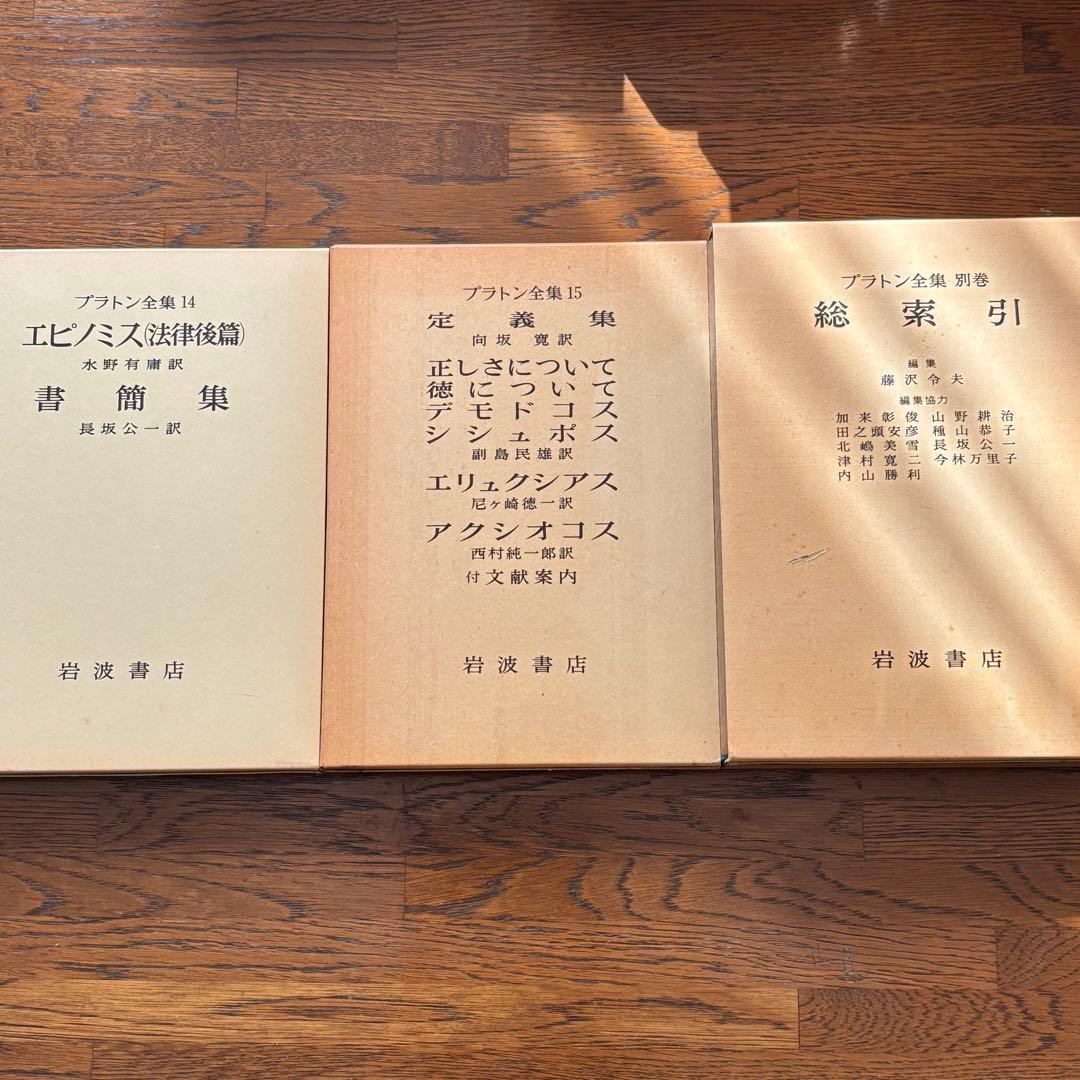 プラトン全集 14
エピノミス(法律後篇)
水野有庸訳
書簡集
長坂公一訳
岩波書店
プラトン全集 15
定義集
向坂 寛訳
正しさについて
徳について
デモドコス
シシュポス
副島民雄訳
エリュクシアス
尼ヶ崎徳一訳
アクシオコス
西村純一郎訳
付 文献案内
岩波書店
プラトン全集 別巻
総索引
編集
藤沢令夫
編集協力
加来彰俊 山野耕治
田之頭安彦 種山恭子
北嶋美雪 長坂公一
津村寛二 今林万里子
内山勝利
岩波書店